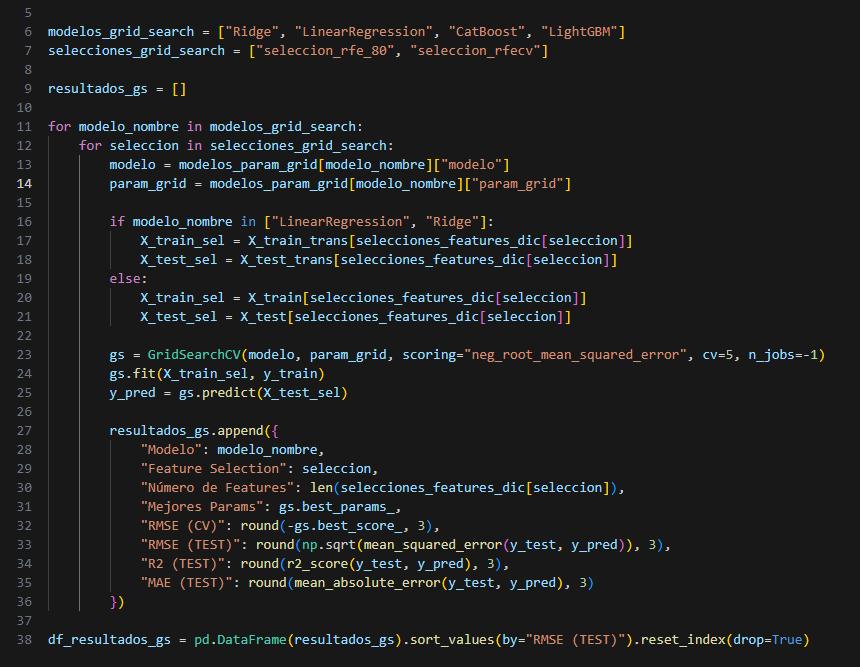 5
6 modelos_grid_search = ["Ridge", "LinearRegression", "CatBoost", "LightGBM"]
7 selecciones_grid_search = ["seleccion_rfe_80", "seleccion_rfecv"]
8
9 resultados_gs = []
10
11 for modelo_nombre in modelos_grid_search:
12     for seleccion in selecciones_grid_search:
13         modelo = modelos_param_grid[modelo_nombre]["modelo"]
14         param_grid = modelos_param_grid[modelo_nombre]["param_grid"]
15
16         if modelo_nombre in ["LinearRegression", "Ridge"]:
17             X_train_sel = X_train_trans[selecciones_features_dic[seleccion]]
18             X_test_sel = X_test_trans[selecciones_features_dic[seleccion]]
19         else:
20             X_train_sel = X_train[selecciones_features_dic[seleccion]]
21             X_test_sel = X_test[selecciones_features_dic[seleccion]]
22
23         gs = GridSearchCV(modelo, param_grid, scoring="neg_root_mean_squared_error", cv=5, n_jobs=-1)
24         gs.fit(X_train_sel, y_train)
25         y_pred = gs.predict(X_test_sel)
26
27         resultados_gs.append({
28             "Modelo": modelo_nombre,
29             "Feature Selection": seleccion,
30             "Número de Features": len(selecciones_features_dic[seleccion]),
31             "Mejores Params": gs.best_params_,
32             "RMSE (CV)": round(-gs.best_score_, 3),
33             "RMSE (TEST)": round(np.sqrt(mean_squared_error(y_test, y_pred)), 3),
34             "R2 (TEST)": round(r2_score(y_test, y_pred), 3),
35             "MAE (TEST)": round(mean_absolute_error(y_test, y_pred), 3)
36         })
37
38 df_resultados_gs = pd.DataFrame(resultados_gs).sort_values(by="RMSE (TEST)").reset_index(drop=True)